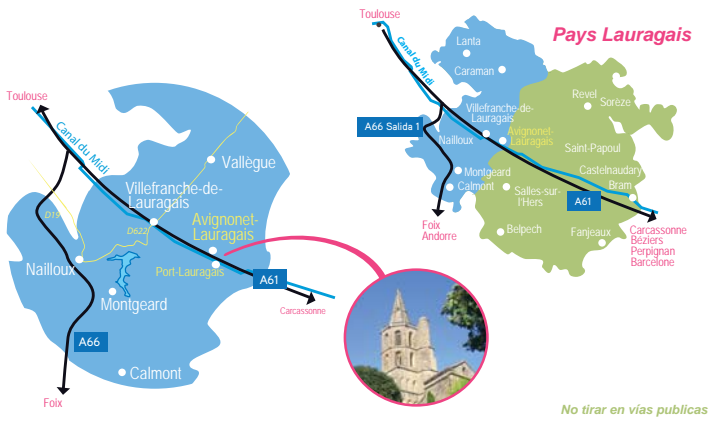 Toulouse
Canal du Midi
D19
D622
Vallègue
Villefranche-de-
Lauragais
Avignonet-
Lauragais
Port-Lauragais
Nailloux
Montgeard
A61
Carcassonne
A66
Calmont
Foix
Pays Lauragais
Toulouse
Canal du Midi
Lanta
Caraman
Revel
Sorèze
Villefranche-de-
Lauragais
A66 Salida 1
Avignonet-
Lauragais
Nailloux
Saint-Papoul
Castelnaudary
Montgeard
Calmont
Bram
Salles-sur-
l'Hers
A61
Foix
Andorre
Belpech
Fanjeaux
Carcassonne
Béziers
Perpignan
Barcelone
No tirar en vías publicas